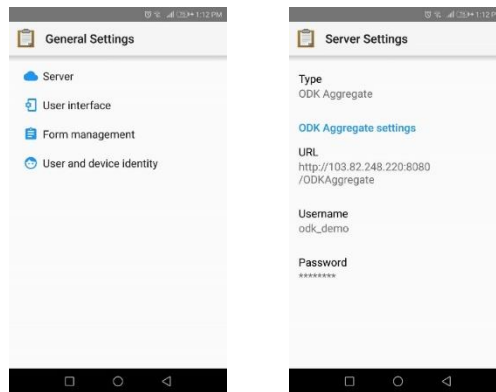 1:12 PM
General Settings
Server
User interface
Form management
User and device identity
1:12 P
Server Settings
Type
ODK Aggregate
ODK Aggregate settings
URL
http://103.82.248.220:8080
/ODKAggregate
Username
odk_demo
Password
********